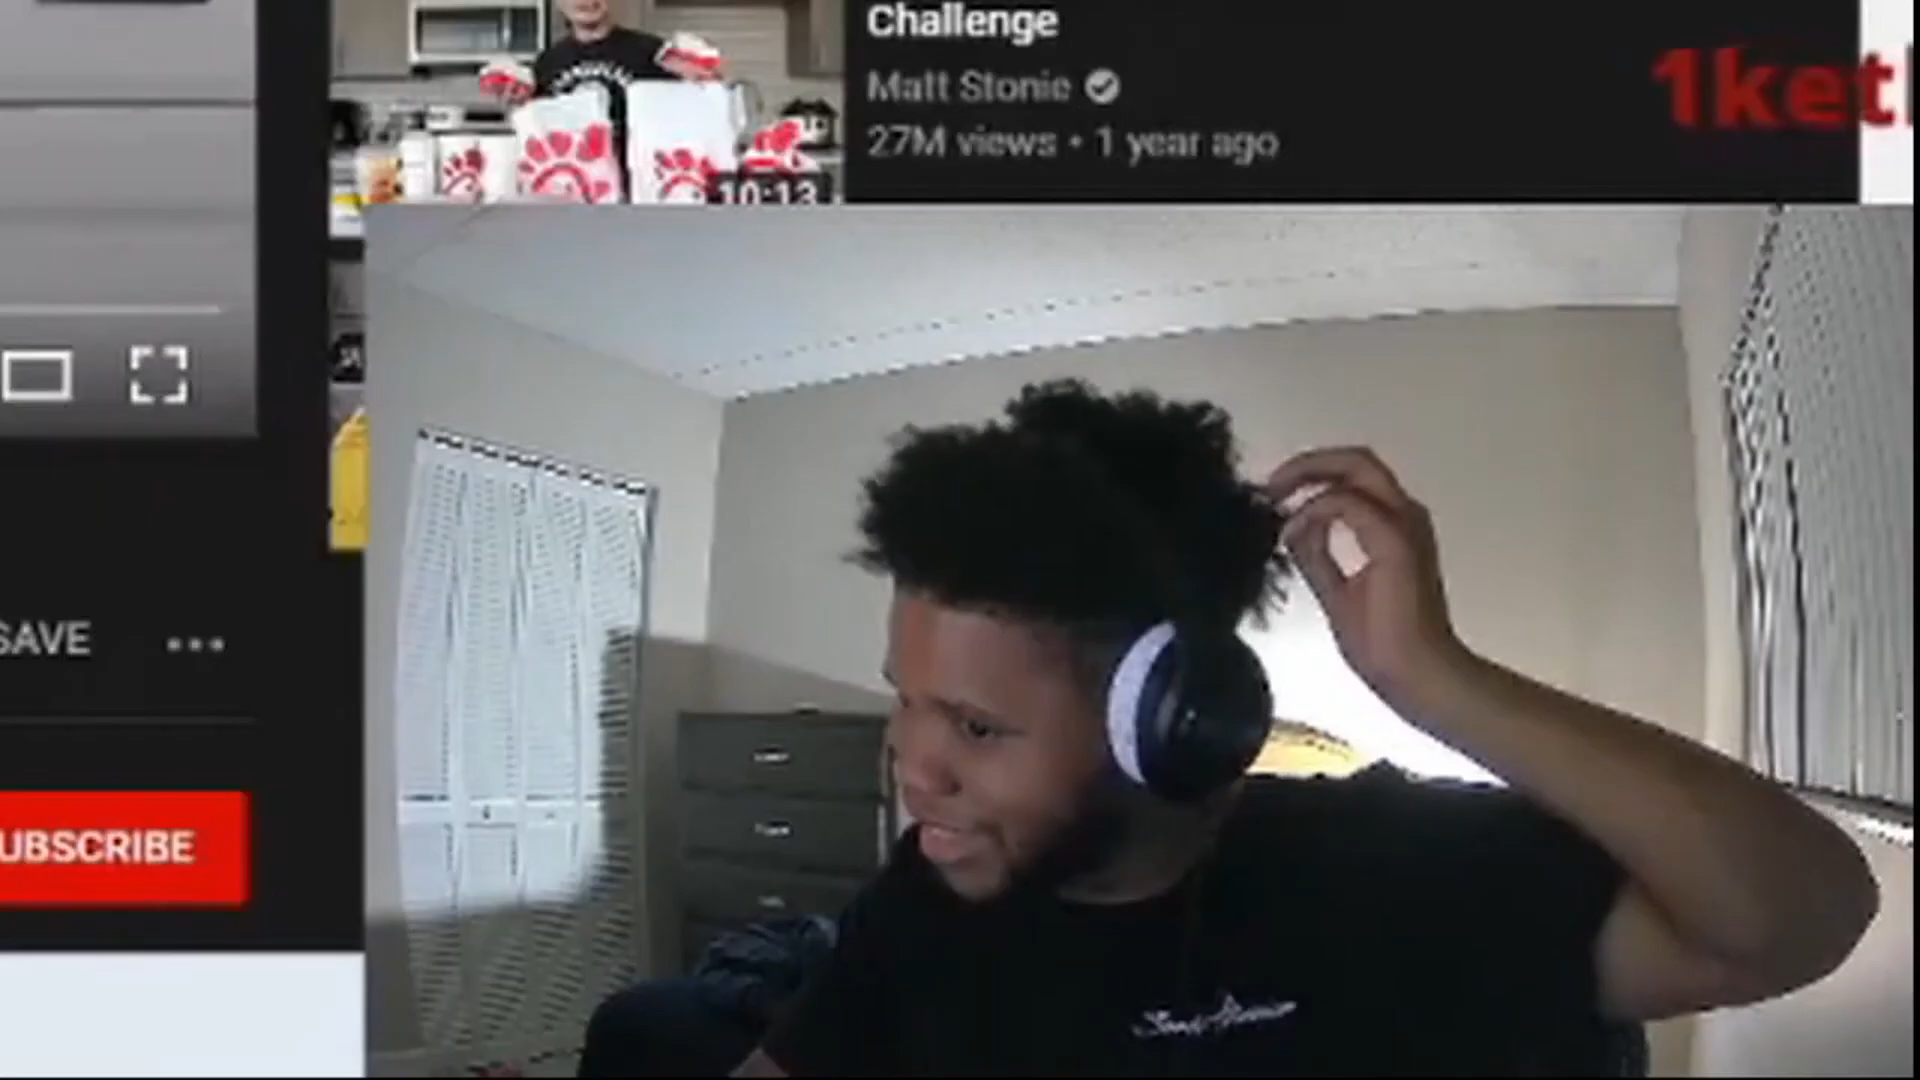 Challenge
Matt Stonie
27M views • 1 year ago
1ket
10:13
SAVE
UBSCRIBE